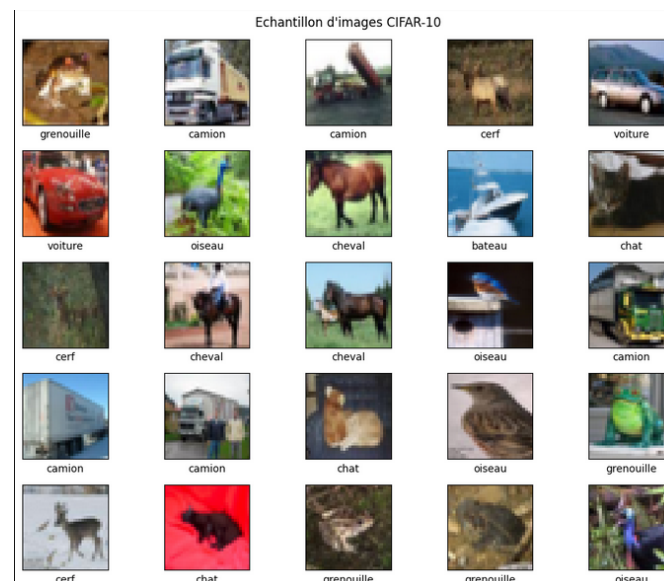 Echantillon d'images CIFAR-10
grenouille camion camion cerf voiture
voiture oiseau cheval bateau chat
cerf cheval cheval oiseau camion
camion camion chat oiseau grenouille
cerf chat grenouille grenouille oiseau